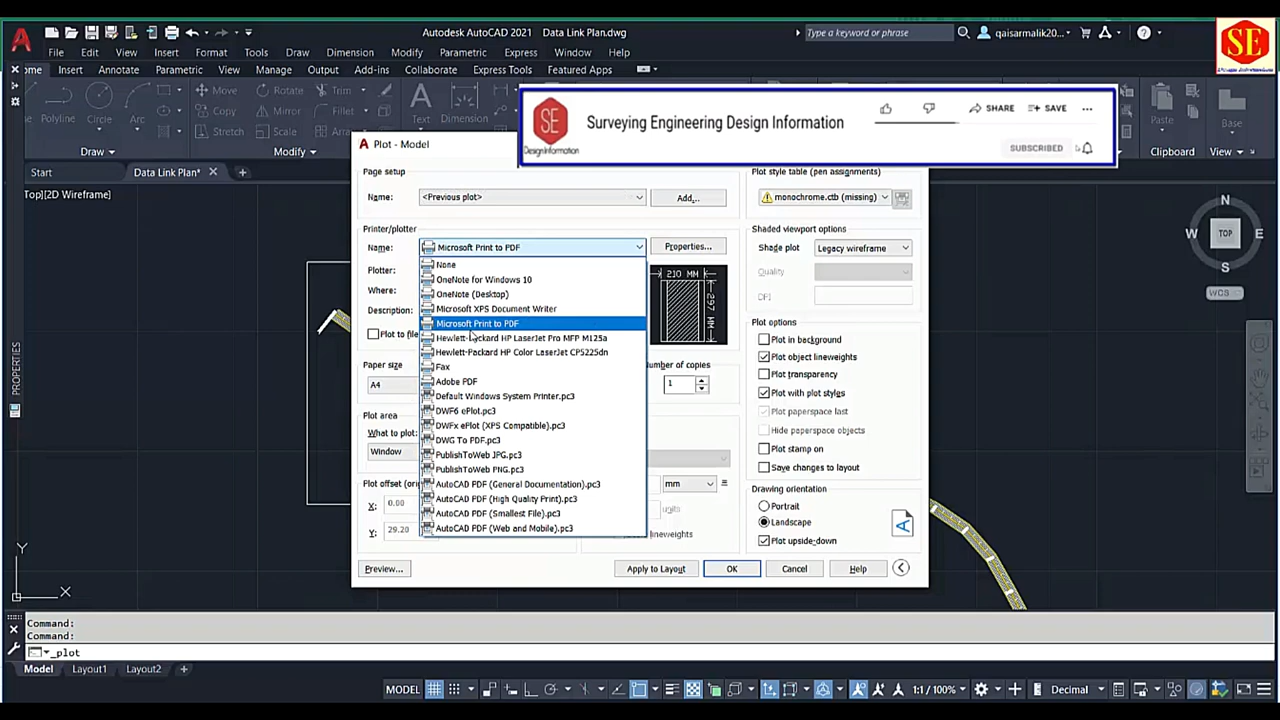 Autodesk AutoCAD 2021 Data Link Plan.dwg
Type a keyword or phrase
qaisarmalik20...
SE
File Edit View Insert Format Tools Draw Dimension Modify Parametric Express Window Help
ome Insert Annotate Parametric View Manage Output Add-ins Collaborate Express Tools Featured Apps
Polyline Circle Arc
Move Rotate Trim
Copy Mirror Fillet
Stretch Scale Array
Text Dimension
Paste
Base
Draw
Modify
Clipboard
View
SE
DesignInformation
Surveying Engineering Design Information
SHARE
SAVE
SUBSCRIBED
Start
Data Link Plan*
Top][2D Wireframe]
N
W TOP E
S
WCS
PROPERTIES
Plot - Model
Page setup
Name: <Previous plot>
Add...
Printer/plotter
Name: Microsoft Print to PDF
Properties...
Plotter:
Where:
Description:
Plot to file
None
OneNote for Windows 10
OneNote (Desktop)
Microsoft XPS Document Writer
Microsoft Print to PDF
Hewlett-Packard HP LaserJet Pro MFP M125a
Hewlett-Packard HP Color LaserJet CP5225dn
Fax
Adobe PDF
Default Windows System Printer.pc3
DWF6 ePlot.pc3
DWFx ePlot (XPS Compatible).pc3
DWG To PDF.pc3
PublishToWeb JPG.pc3
PublishToWeb PNG.pc3
AutoCAD PDF (General Documentation).pc3
AutoCAD PDF (High Quality Print).pc3
AutoCAD PDF (Smallest File).pc3
AutoCAD PDF (Web and Mobile).pc3
210 MM
297 MM
Paper size
A4
Number of copies
1
Plot area
What to plot:
Window
Plot offset (ori
X: 0.00
Y: 29.20
mm
=
units
lineweights
Plot style table (pen assignments)
monochrome.ctb (missing)
Shaded viewport options
Shade plot Legacy wireframe
Quality
DPI
Plot options
Plot in background
Plot object lineweights
Plot transparency
Plot with plot styles
Plot paperspace last
Hide paperspace objects
Plot stamp on
Save changes to layout
Drawing orientation
Portrait
Landscape
Plot upside-down
A
Preview...
Apply to Layout
OK
Cancel
Help
Y
X
Command:
Command:
_plot
Model Layout1 Layout2 +
MODEL
1:1 / 100%
Decimal